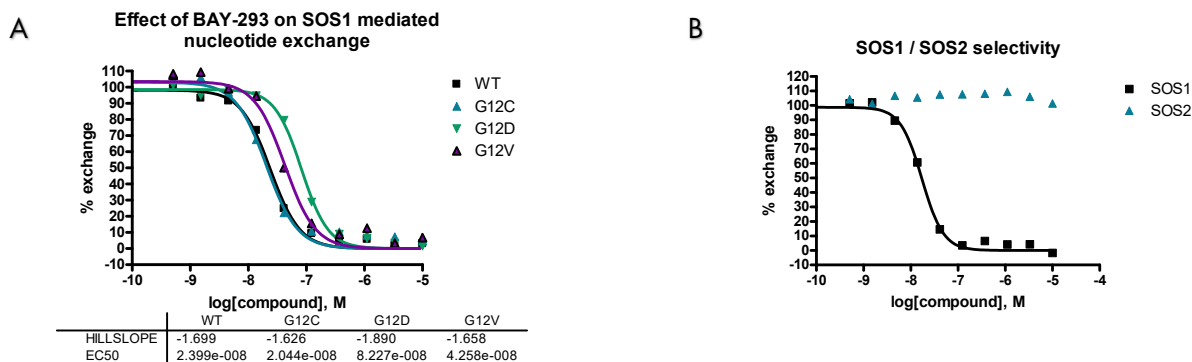 A
Effect of BAY-293 on SOS1 mediated
nucleotide exchange
110
100
90
80
70
60
50
40
30
20
10
0
-10
% exchange
-10 -9 -8 -7 -6 -5
log[compound], M
WT
G12C
G12D
G12V
WT G12C G12D G12V
HILLSLOPE -1.699 -1.626 -1.890 -1.658
EC50 2.399e-008 2.044e-008 8.227e-008 4.258e-008
B
SOS1 / SOS2 selectivity
120
110
100
90
80
70
60
50
40
30
20
10
0
-10
% exchange
-10 -9 -8 -7 -6 -5 -4
log[compound], M
SOS1
SOS2